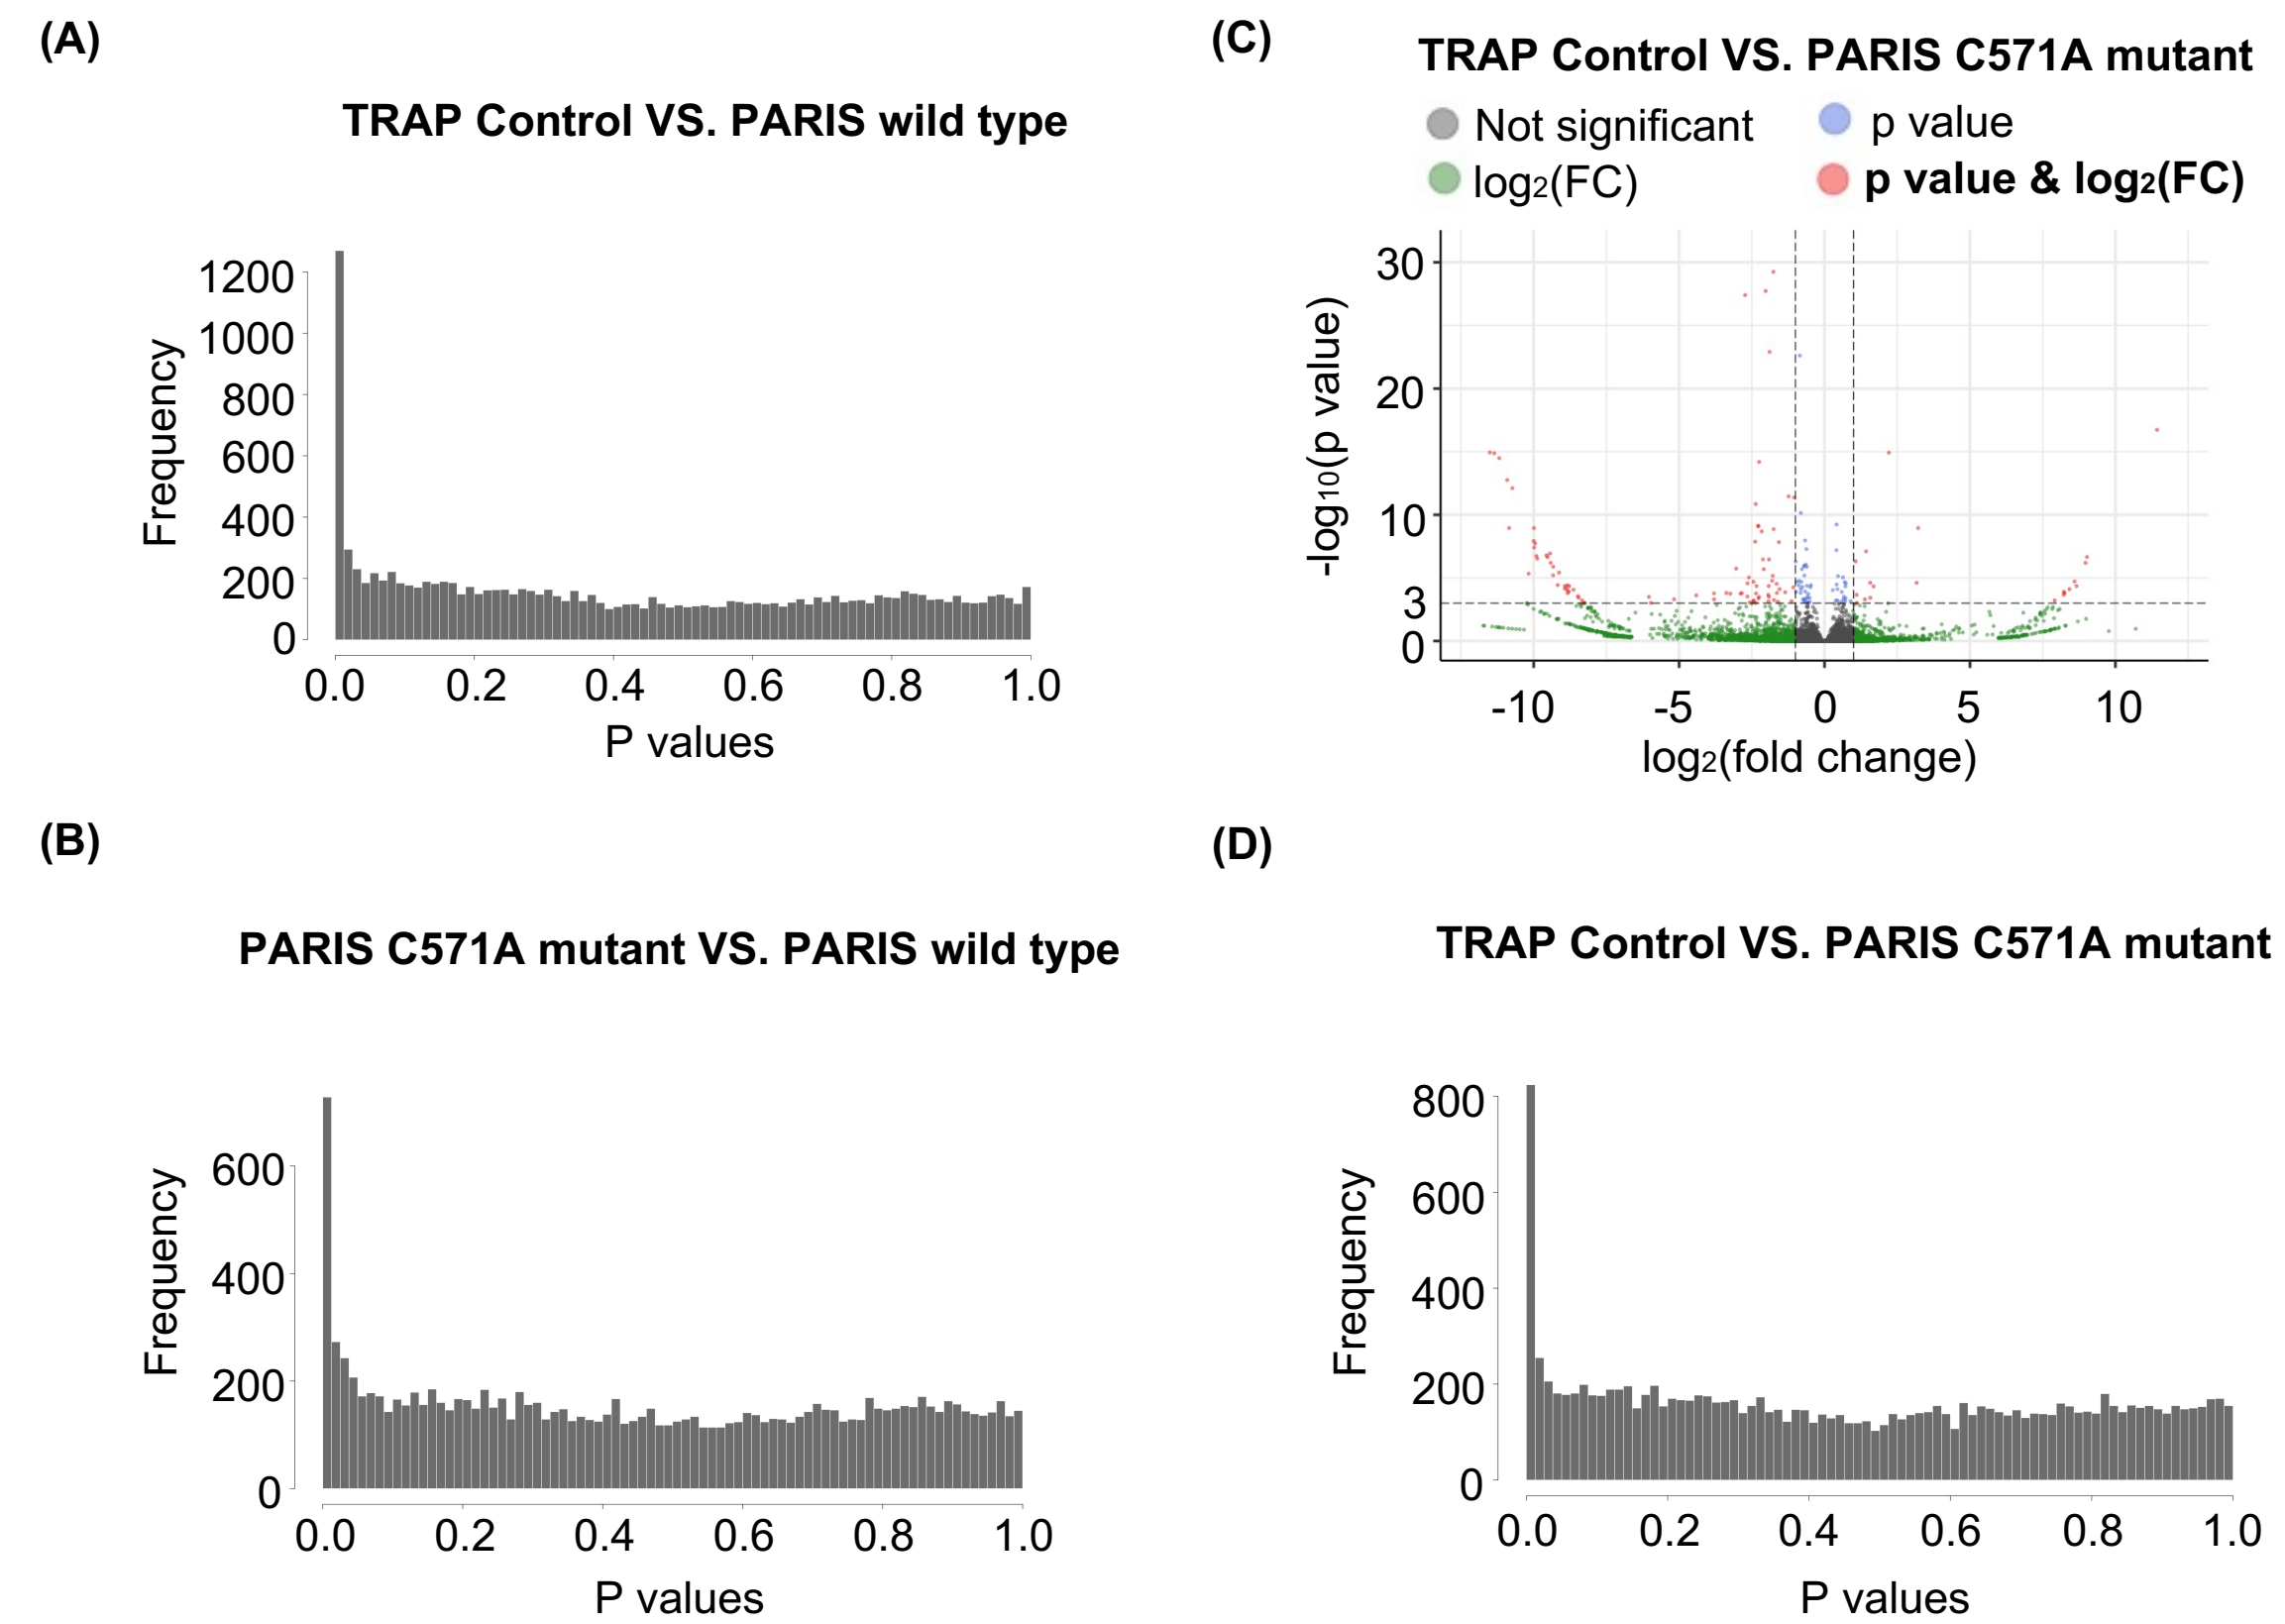 (A)
TRAP Control VS. PARIS wild type
1200
1000
800
600
400
200
0
Frequency
0.0 0.2 0.4 0.6 0.8 1.0
P values
(B)
PARIS C571A mutant VS. PARIS wild type
600
400
200
0
Frequency
0.0 0.2 0.4 0.6 0.8 1.0
P values
(C)
TRAP Control VS. PARIS C571A mutant
Not significant p value
log2(FC) p value & log2(FC)
30
20
10
3
0
-log10(p value)
-10 -5 0 5 10
log2(fold change)
(D)
TRAP Control VS. PARIS C571A mutant
800
600
400
200
0
Frequency
0.0 0.2 0.4 0.6 0.8 1.0
P values